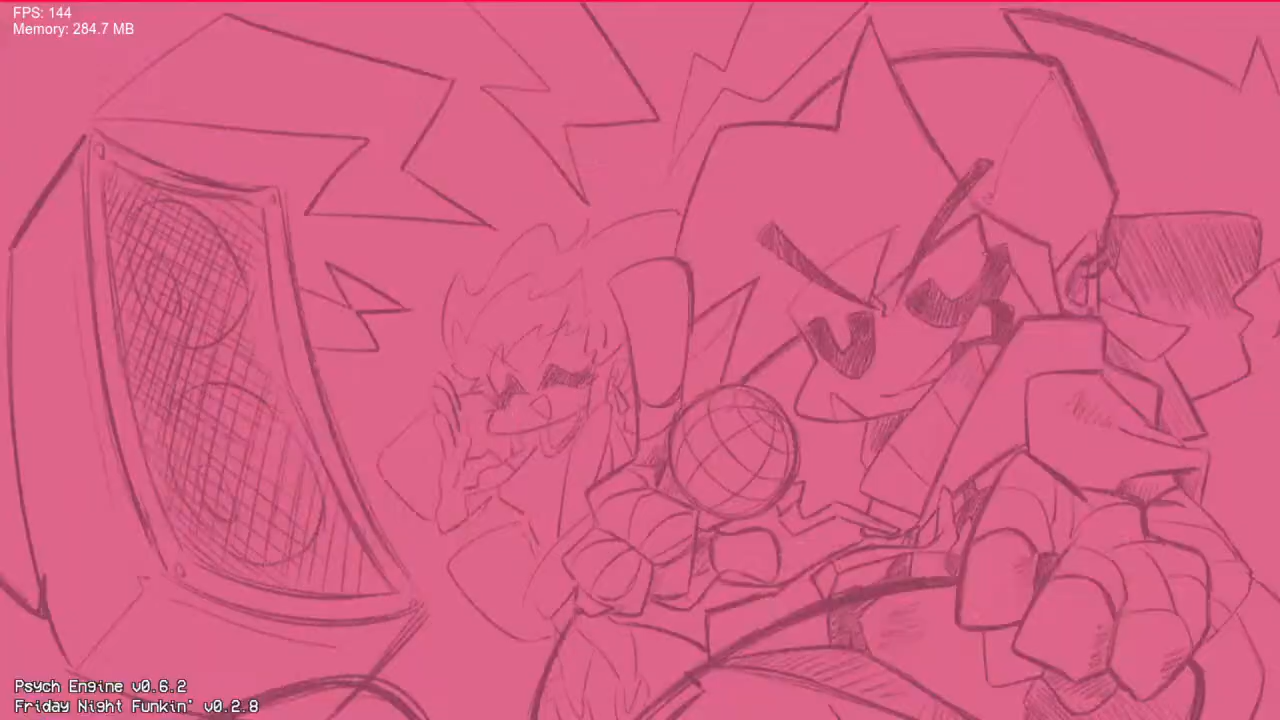 FPS: 144
Memory: 284.7 MB
Psych Engine v0.6.2
Friday Night Funkin' v0.2.8